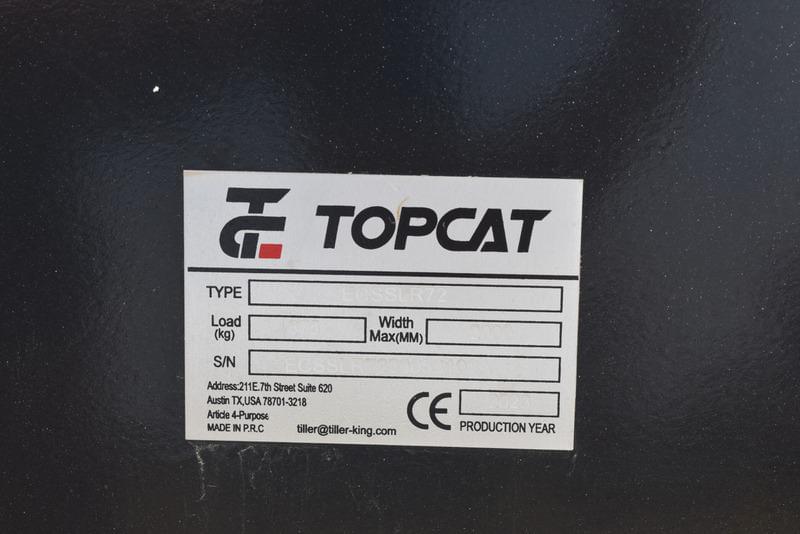 TOPCAT
TYPE ECSSLR72
Load (kg) Width Max(MM)
S/N
Address:211E.7th Street Suite 620
Austin TX,USA 78701-3218
Article 4-Purpose
MADE IN P.R.C tiller@tiller-king.com
CE PRODUCTION YEAR